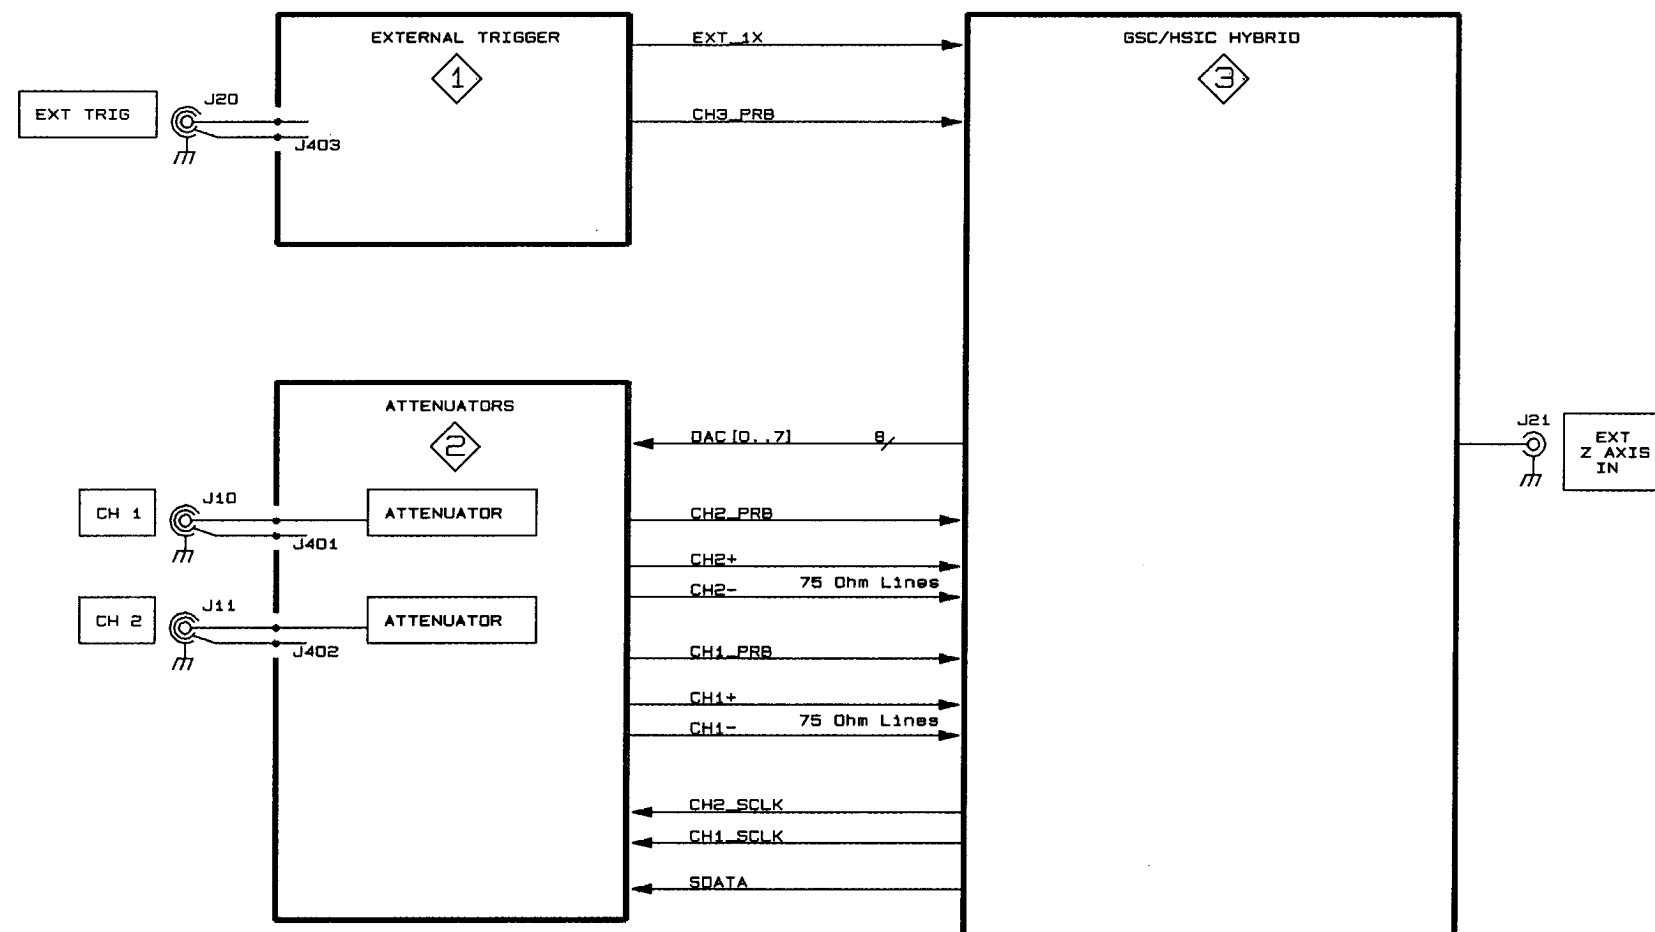 EXTERNAL TRIGGER
1
EXT TRIG
J20
J403
EXT_1X
CH3_PRB
GSC/HSIC HYBRID
3
ATTENUATORS
2
CH 1
J10
ATTENUATOR
J401
CH 2
J11
ATTENUATOR
J402
DAC[0..7]
8
CH2_PRB
CH2+
75 Ohm Lines
CH2-
CH1_PRB
CH1+
75 Ohm Lines
CH1-
CH2_SCLK
CH1_SCLK
SDATA
J21
EXT
Z AXIS
IN